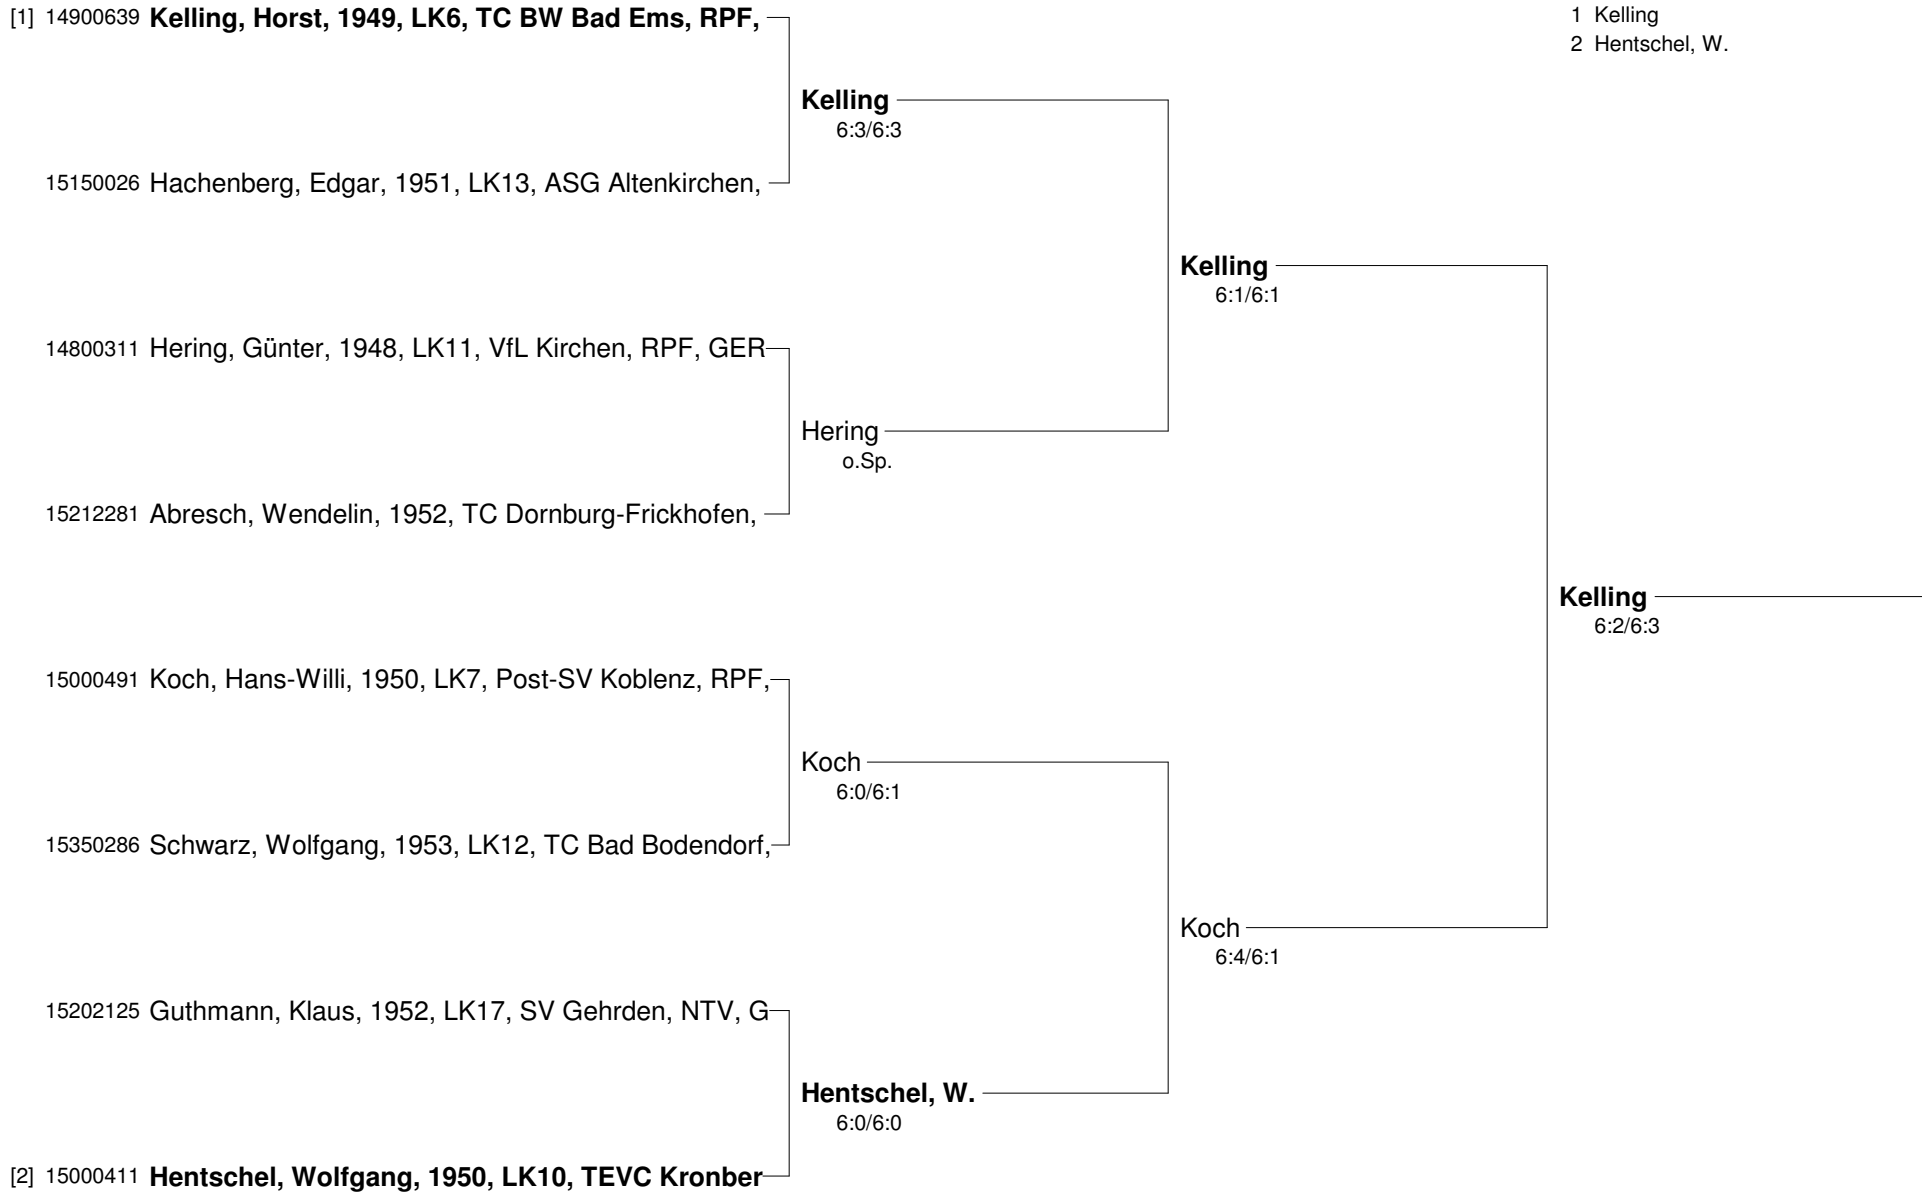 [1] 14900639 Kelling, Horst, 1949, LK6, TC BW Bad Ems, RPF,
1 Kelling
2 Hentschel, W.
Kelling
6:3/6:3
15150026 Hachenberg, Edgar, 1951, LK13, ASG Altenkirchen,
Kelling
6:1/6:1
14800311 Hering, Günter, 1948, LK11, VfL Kirchen, RPF, GER
Hering
o.Sp.
15212281 Abresch, Wendelin, 1952, TC Dornburg-Frickhofen,
Kelling
6:2/6:3
15000491 Koch, Hans-Willi, 1950, LK7, Post-SV Koblenz, RPF,
Koch
6:0/6:1
15350286 Schwarz, Wolfgang, 1953, LK12, TC Bad Bodendorf,
Koch
6:4/6:1
15202125 Guthmann, Klaus, 1952, LK17, SV Gehrden, NTV, G
Hentschel, W.
6:0/6:0
[2] 15000411 Hentschel, Wolfgang, 1950, LK10, TEVC Kronber